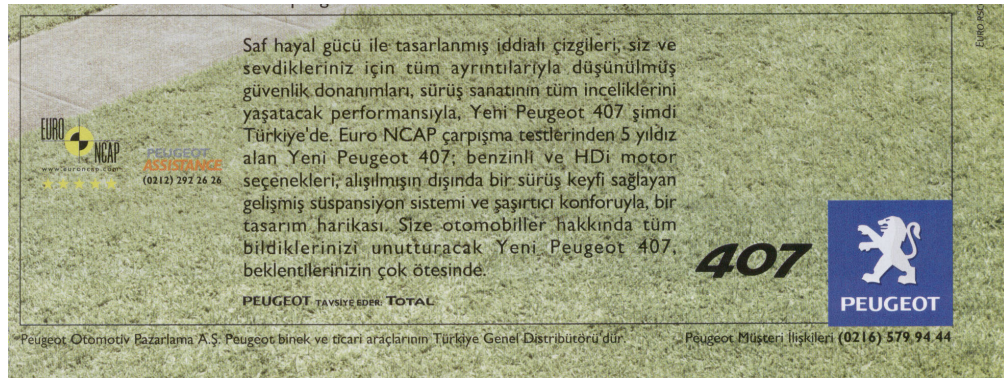 Saf hayal gücü ile tasarlanmış iddialı çizgileri, siz ve
sevdikleriniz için tüm ayrıntılarıyla düşünülmüş
güvenlik donanımları, sürüş sanatının tüm inceliklerini
yaşatacak performansıyla, Yeni Peugeot 407 şimdi
Türkiye'de. Euro NCAP çarpışma testlerinden 5 yıldız
alan Yeni Peugeot 407; benzinli ve HDi motor
seçenekleri, alışılmışın dışında bir sürüş keyfi sağlayan
gelişmiş süspansiyon sistemi ve şaşırtıcı konforuyla, bir
tasarım harikası. Size otomobiller hakkında tüm
bildiklerinizi unutturacak Yeni Peugeot 407,
beklentilerinizin çok ötesinde.
PEUGEOT TAVSİYE EDER: TOTAL
EURO
NCAP
www.euroncap.com
PEUGEOT
ASSISTANCE
(0212) 292 26 26
407
PEUGEOT
Peugeot Otomotiv Pazarlama A.Ş. Peugeot binek ve ticari araçlarının Türkiye Genel Distribütörü'dür.
Peugeot Müşteri İlişkileri (0216) 579 94 44
EURO RSC